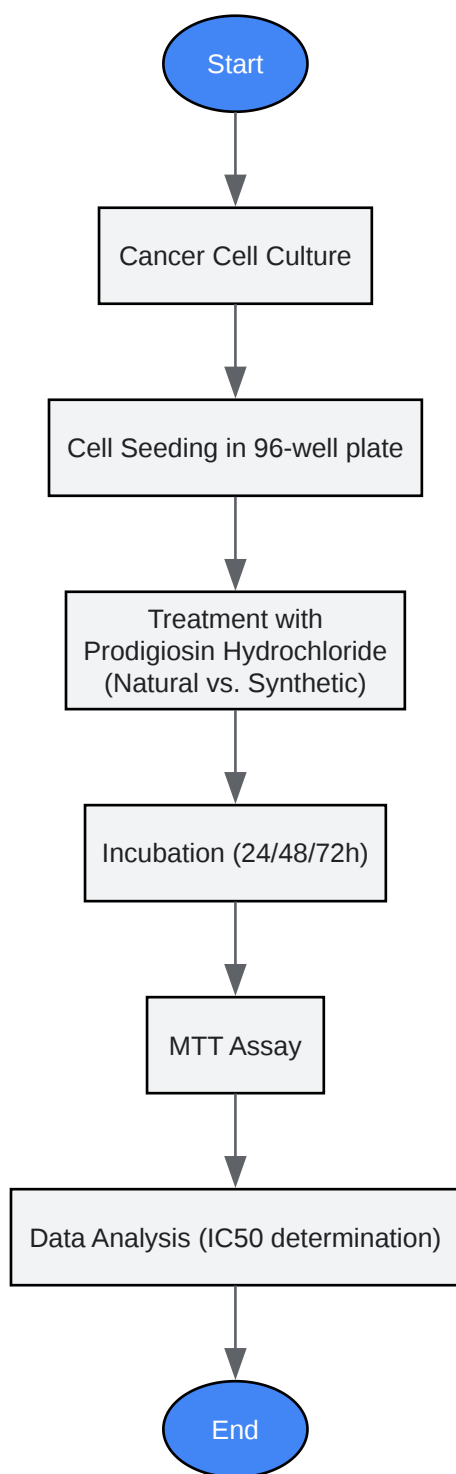 Start
Cancer Cell Culture
Cell Seeding in 96-well plate
Treatment with
Prodigiosin Hydrochloride
(Natural vs. Synthetic)
Incubation (24/48/72h)
MTT Assay
Data Analysis (IC50 determination)
End